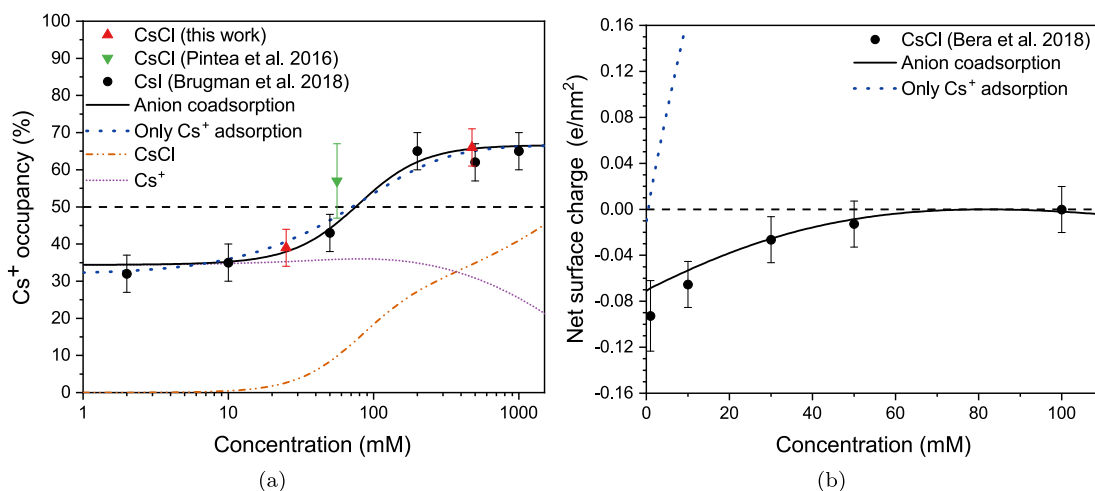 CsCl (this work)
CsCl (Pintea et al. 2016)
CsI (Brugman et al. 2018)
Anion coadsorption
Only Cs⁺ adsorption
CsCl
Cs⁺
100
90
80
70
60
50
40
30
20
10
0
Cs⁺ occupancy (%)
1
10
100
1000
Concentration (mM)
(a)
CsCl (Bera et al. 2018)
Anion coadsorption
Only Cs⁺ adsorption
0.16
0.12
0.08
0.04
0.00
-0.04
-0.08
-0.12
-0.16
Net surface charge (e/nm²)
0
20
40
60
80
100
Concentration (mM)
(b)